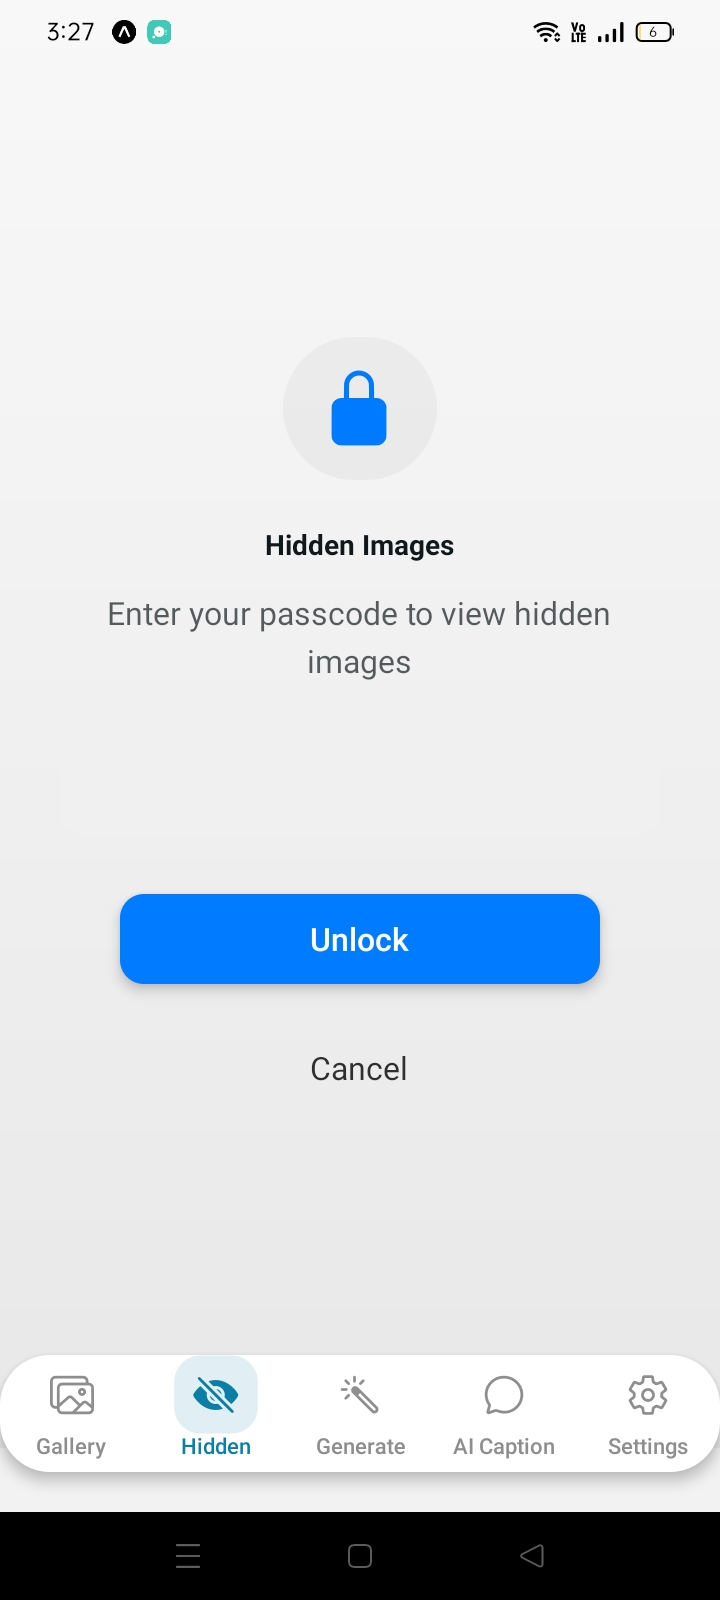 3:27
Vo
LTE
6
Hidden Images
Enter your passcode to view hidden
images
Unlock
Cancel
Gallery
Hidden
Generate
AI Caption
Settings